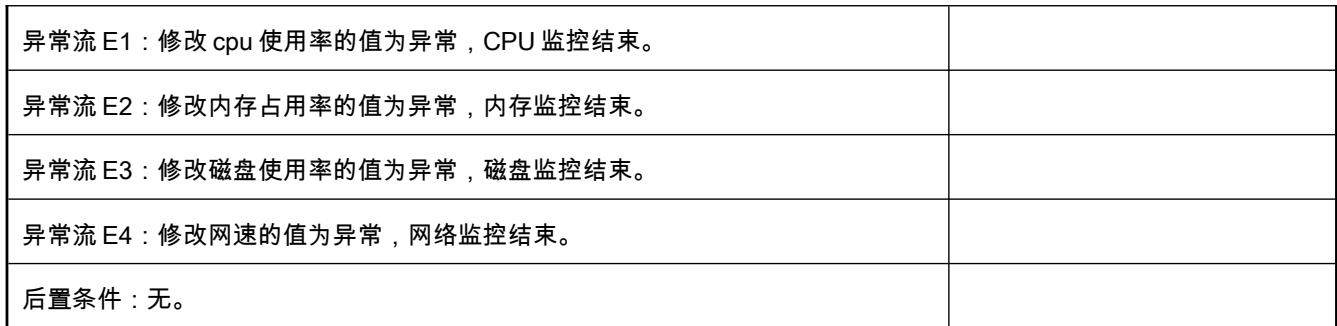 异常流 E1：修改 cpu 使用率的值为异常，CPU 监控结束。
异常流 E2：修改内存占用率的值为异常，内存监控结束。
异常流 E3：修改磁盘使用率的值为异常，磁盘监控结束。
异常流 E4：修改网速的值为异常，网络监控结束。
后置条件：无。